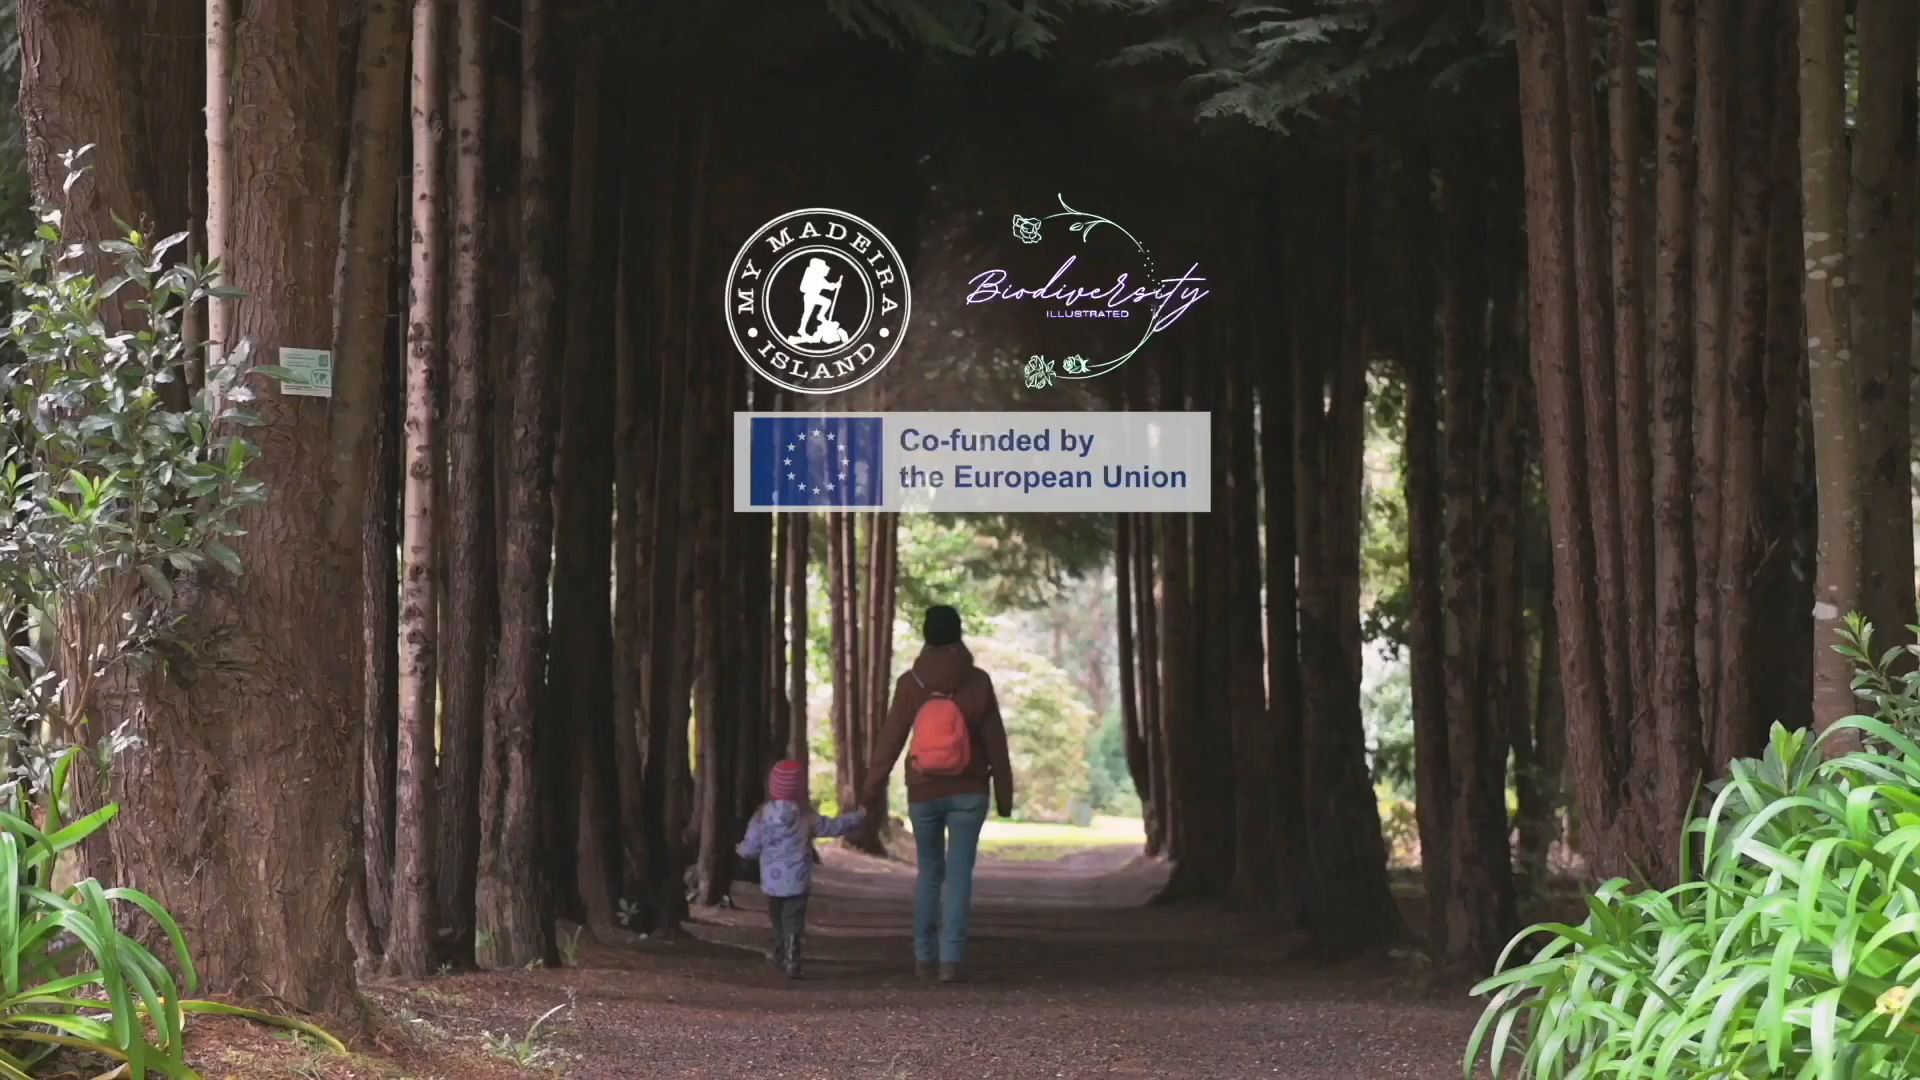 MY MADEIRA
ISLAND
Biodiversity
ILLUSTRATED
Co-funded by
the European Union